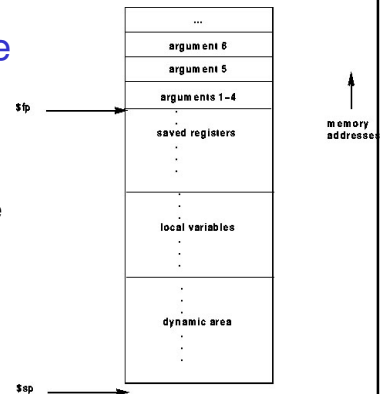 ...
e
argument 6
argument 5
arguments 1-4
$fp
saved registers
memory
addresses
e
local variables
dynamic area
$sp